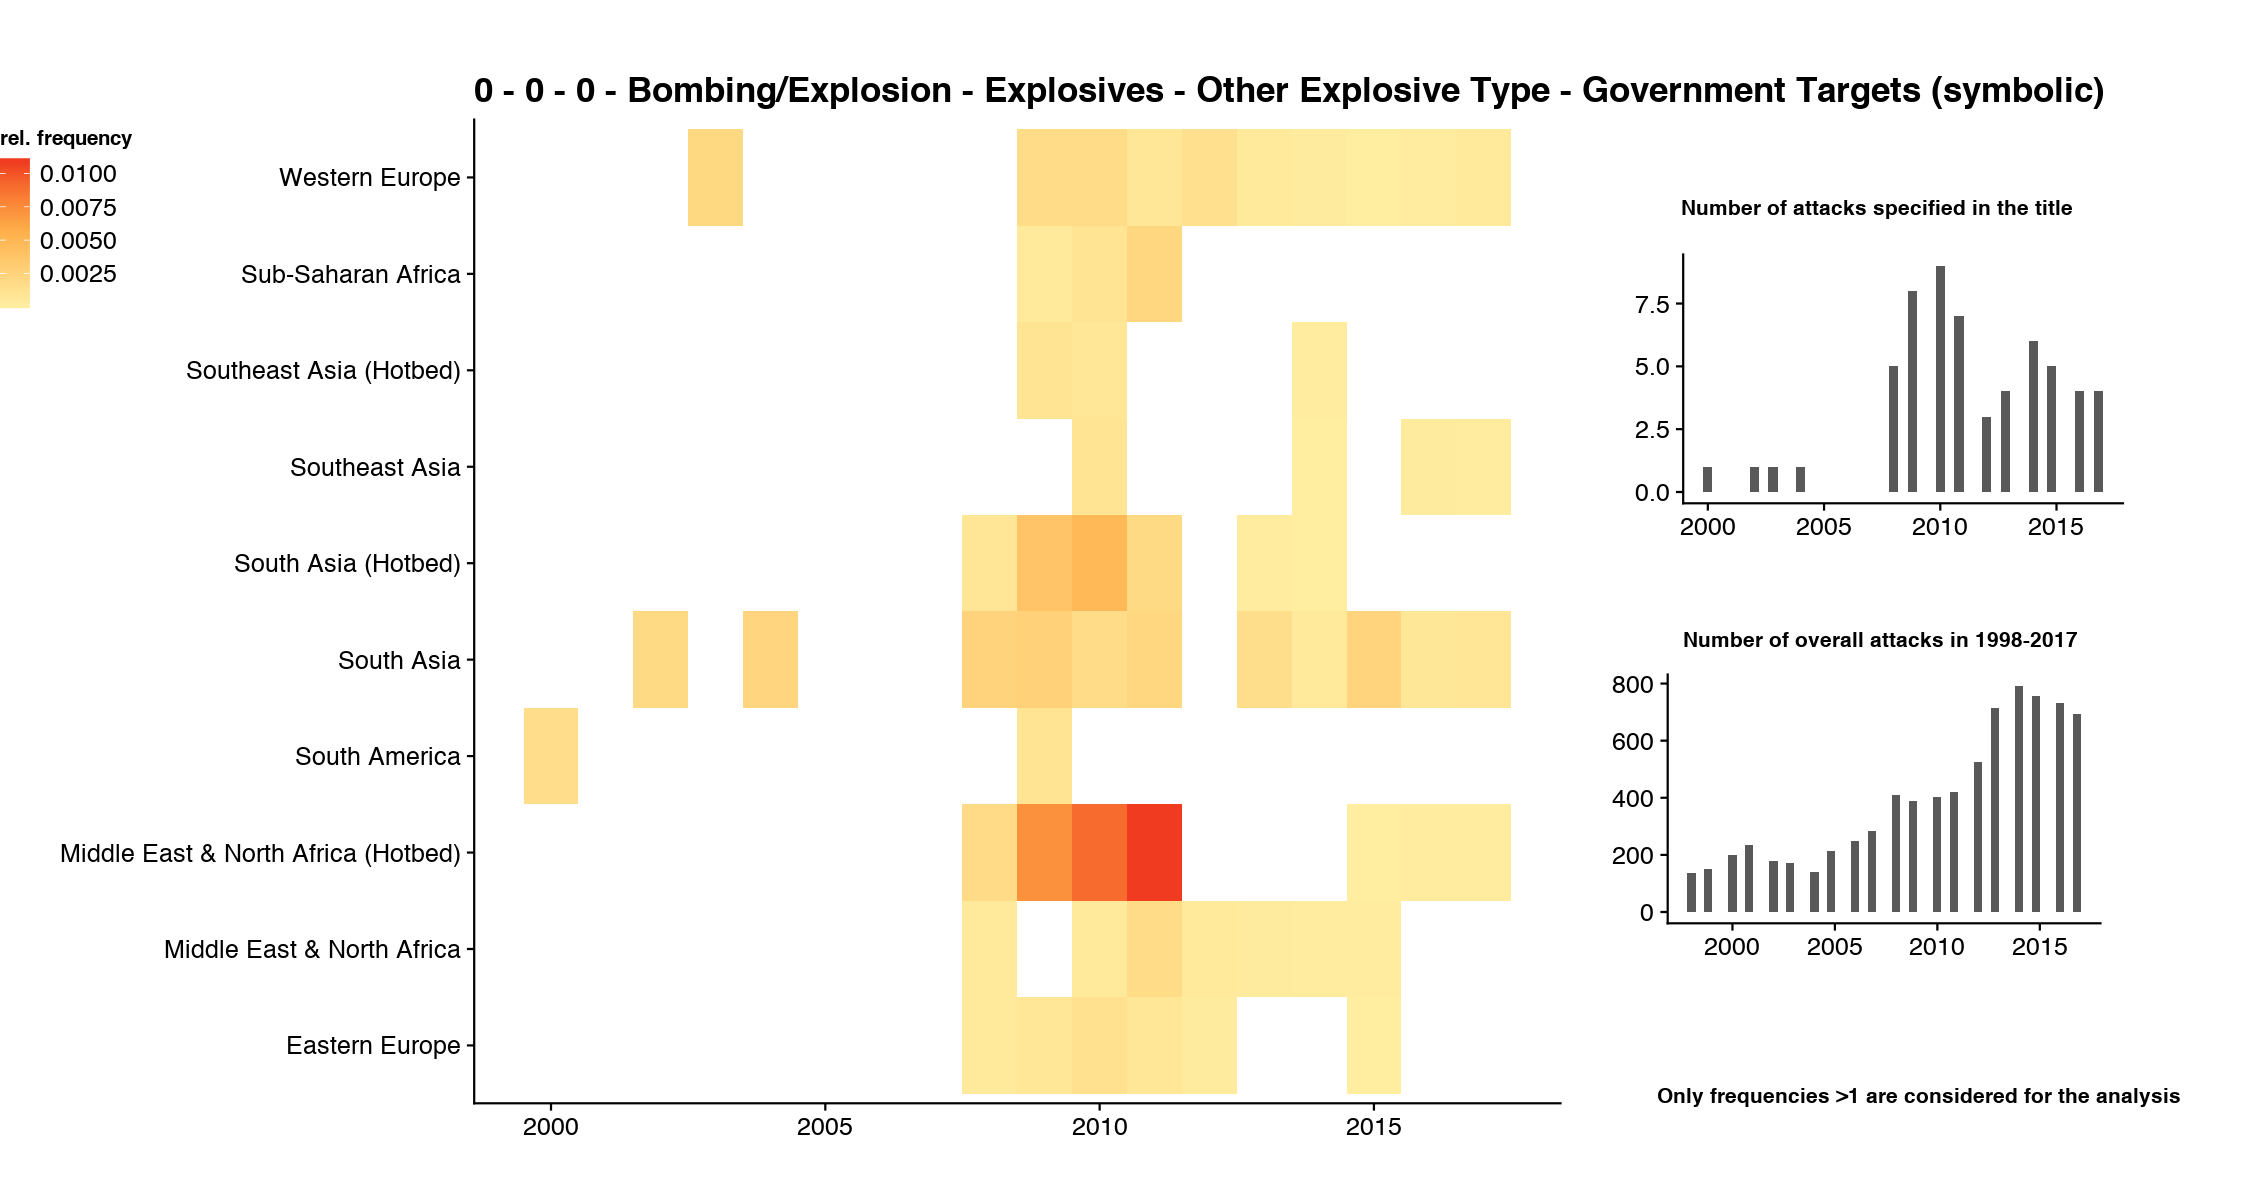 0 - 0 - 0 - Bombing/Explosion - Explosives - Other Explosive Type - Government Targets (symbolic)
rel. frequency
0.0100
0.0075
0.0050
0.0025
Western Europe
Sub-Saharan Africa
Southeast Asia (Hotbed)
Southeast Asia
South Asia (Hotbed)
South Asia
South America
Middle East & North Africa (Hotbed)
Middle East & North Africa
Eastern Europe
2000 2005 2010 2015
Number of attacks specified in the title
7.5
5.0
2.5
0.0
2000 2005 2010 2015
Number of overall attacks in 1998-2017
800
600
400
200
0
2000 2005 2010 2015
Only frequencies >1 are considered for the analysis